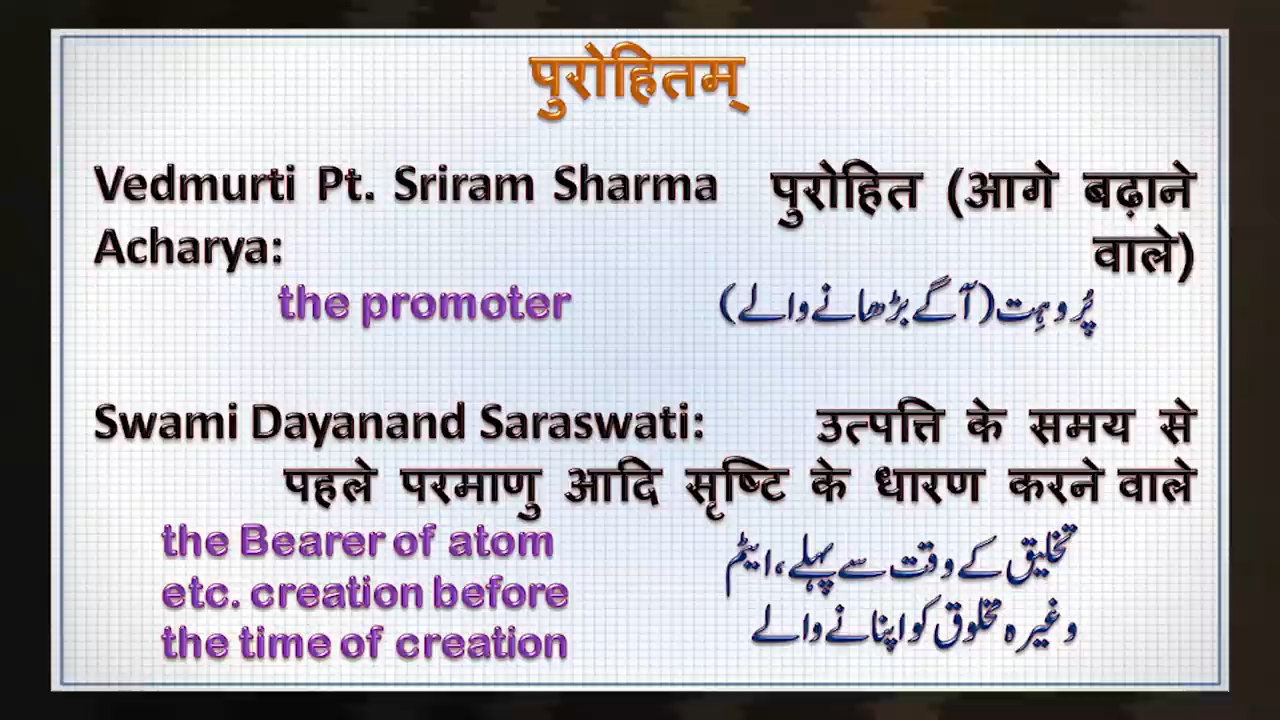 पुरोहितम्
Vedmurti Pt. Sriram Sharma पुरोहित (आगे बढ़ाने
Acharya: वाले)
the promoter پُروہِت (آگے بڑھانے والے)
Swami Dayanand Saraswati: उत्पत्ति के समय से
पहले परमाणु आदि सृष्टि के धारण करने वाले
the Bearer of atom
etc. creation before
the time of creation
تخلیق کے وقت سے پہلے، ایٹم
وغیرہ مخلوق کو اپنانے والے